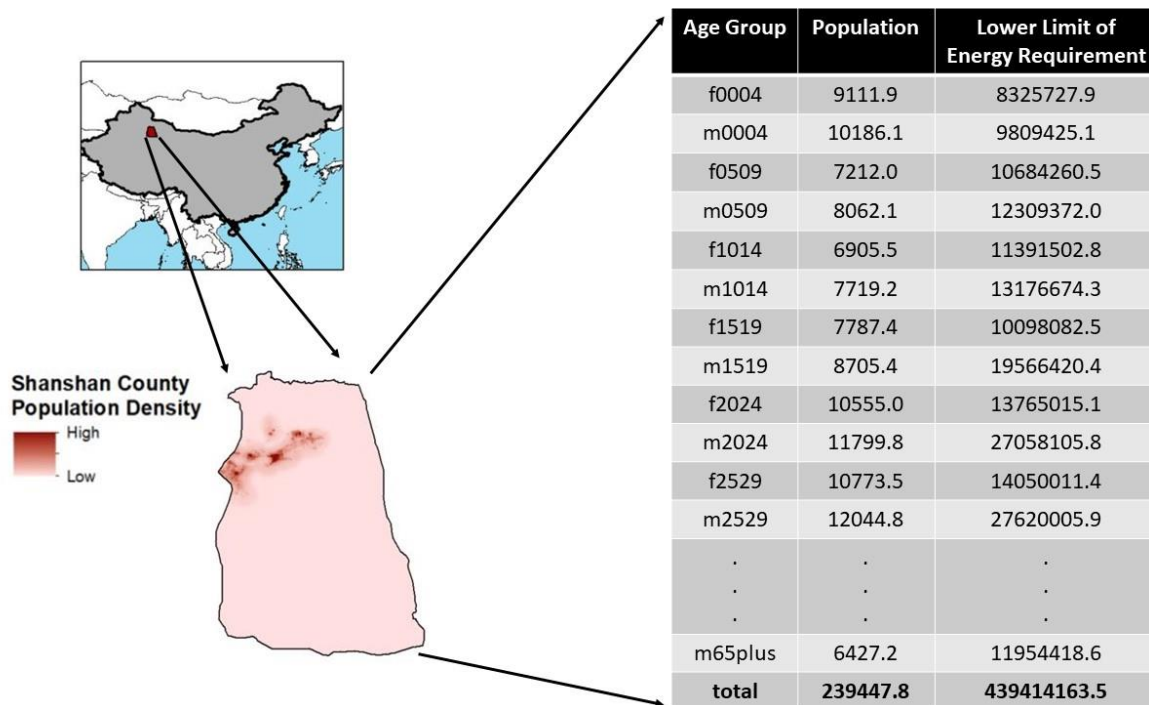 Shanshan County
Population Density
High
Low
Age Group Population Lower Limit of
Energy Requirement
f0004 9111.9 8325727.9
m0004 10186.1 9809425.1
f0509 7212.0 10684260.5
m0509 8062.1 12309372.0
f1014 6905.5 11391502.8
m1014 7719.2 13176674.3
f1519 7787.4 10098082.5
m1519 8705.4 19566420.4
f2024 10555.0 13765015.1
m2024 11799.8 27058105.8
f2529 10773.5 14050011.4
m2529 12044.8 27620005.9
. . .
. . .
. . .
m65plus 6427.2 11954418.6
total 239447.8 439414163.5